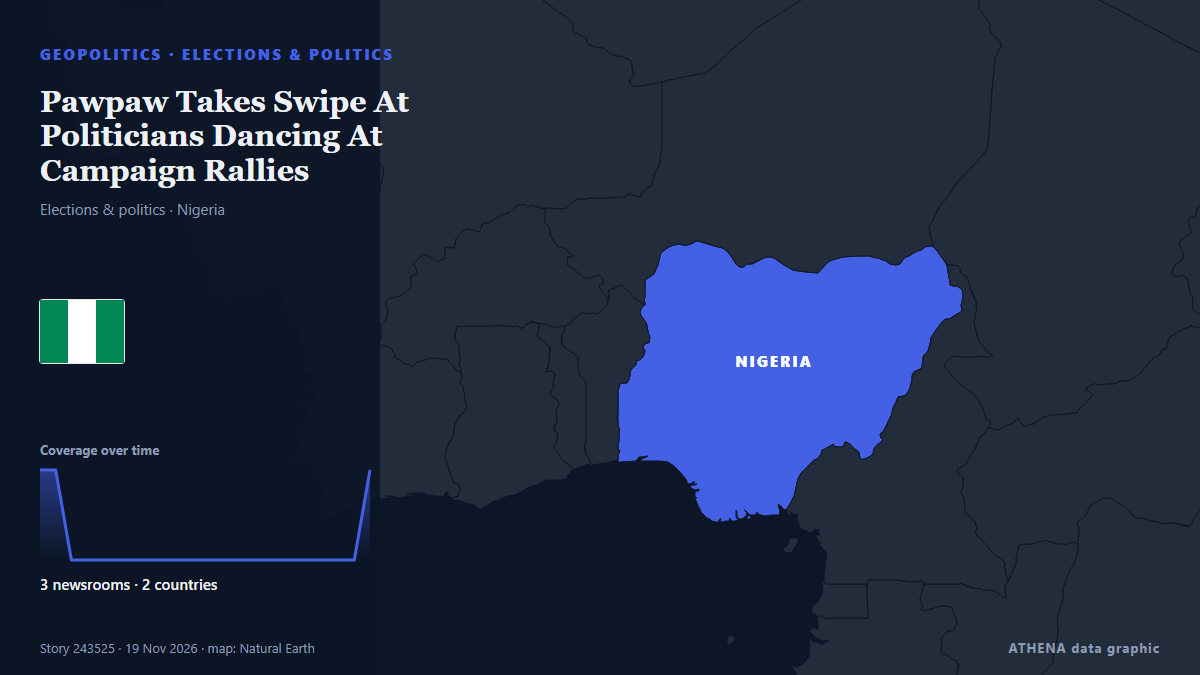 GEOPOLITICS · ELECTIONS & POLITICS
Pawpaw Takes Swipe At
Politicians Dancing At
Campaign Rallies
Elections & politics · Nigeria
NIGERIA
Coverage over time
3 newsrooms · 2 countries
Story 243525 · 19 Nov 2026 · map: Natural Earth
ATHENA data graphic